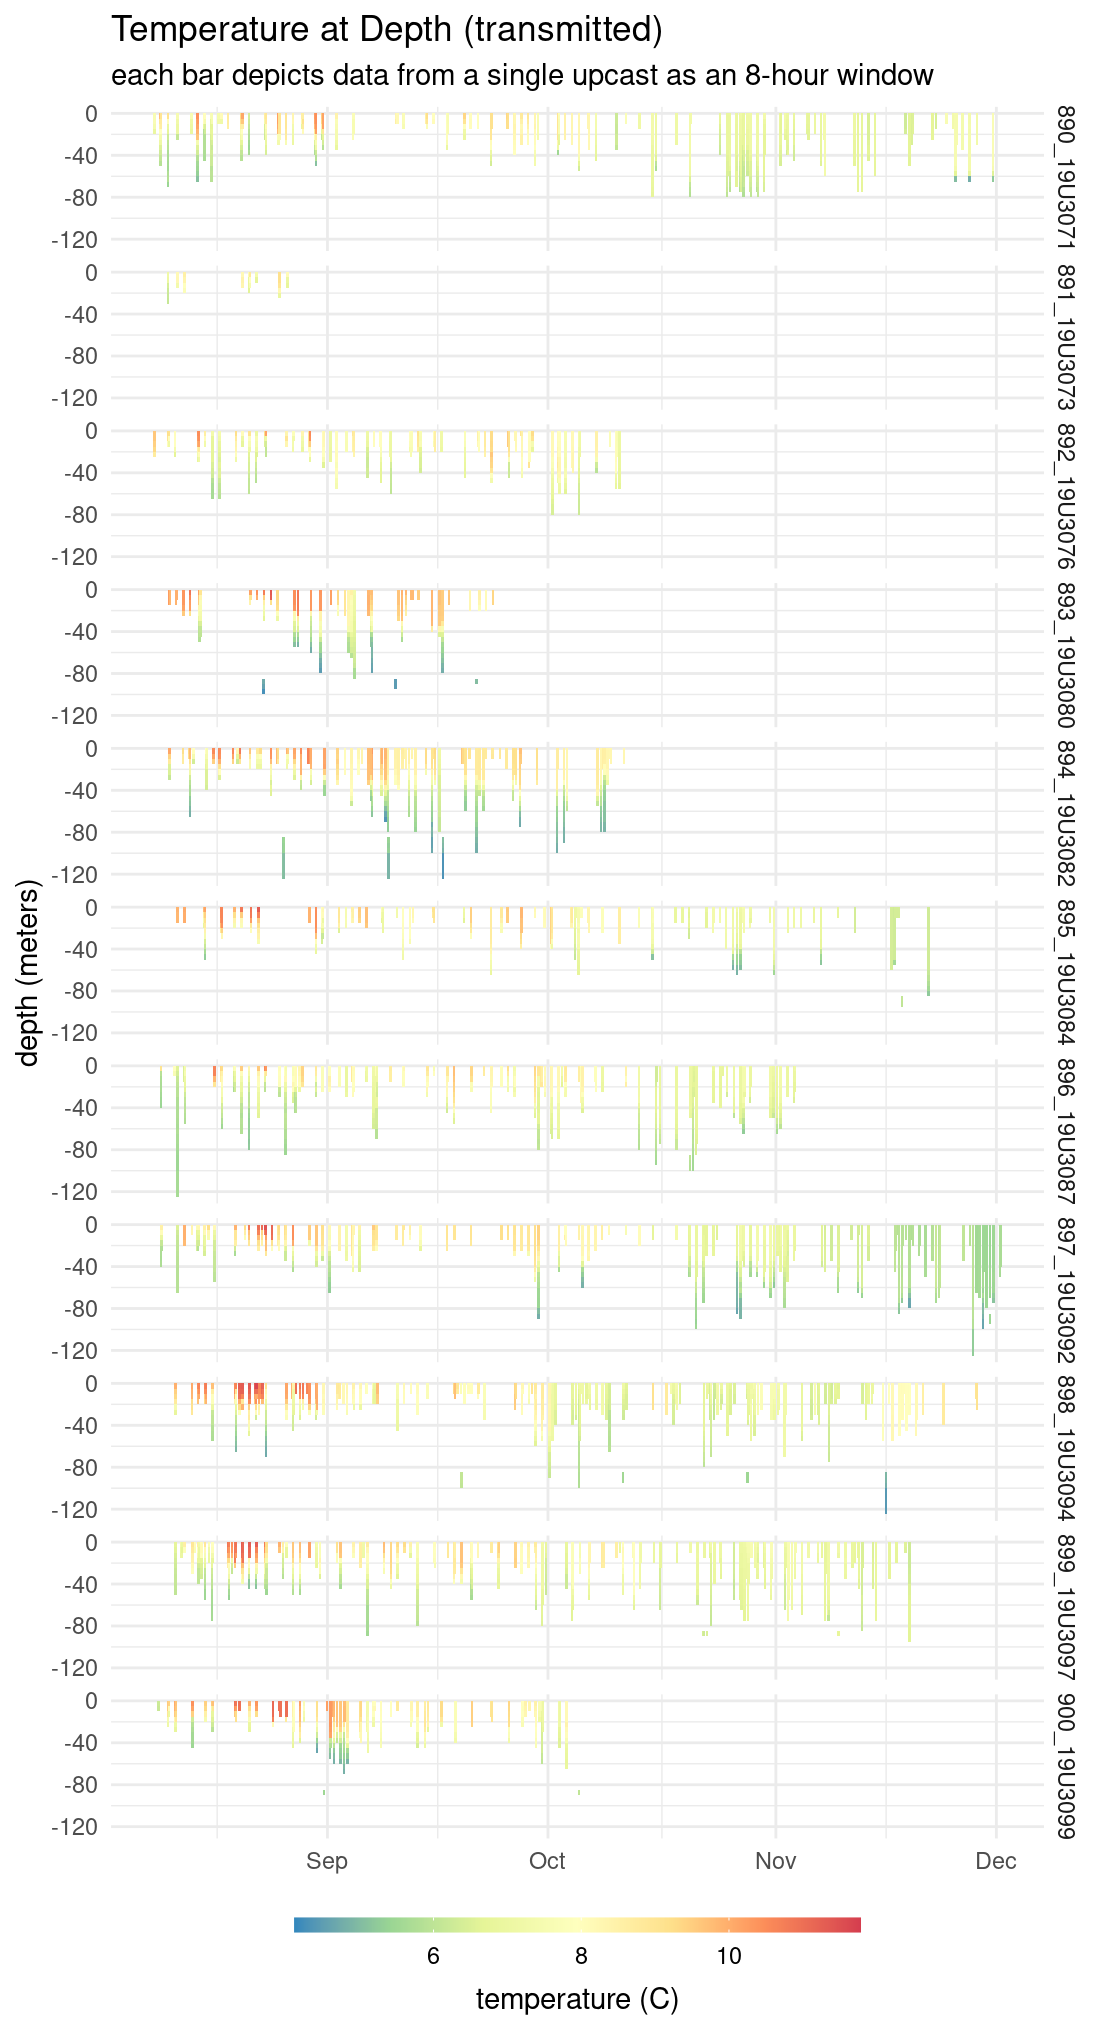 Temperature at Depth (transmitted)
each bar depicts data from a single upcast as an 8-hour window
depth (meters)
0
-40
-80
-120
890_19U3071
0
-40
-80
-120
891_19U3073
0
-40
-80
-120
892_19U3076
0
-40
-80
-120
893_19U3080
0
-40
-80
-120
894_19U3082
0
-40
-80
-120
895_19U3084
0
-40
-80
-120
896_19U3087
0
-40
-80
-120
897_19U3092
0
-40
-80
-120
898_19U3094
0
-40
-80
-120
899_19U3097
0
-40
-80
-120
900_19U3099
Sep Oct Nov Dec
6 8 10
temperature (C)